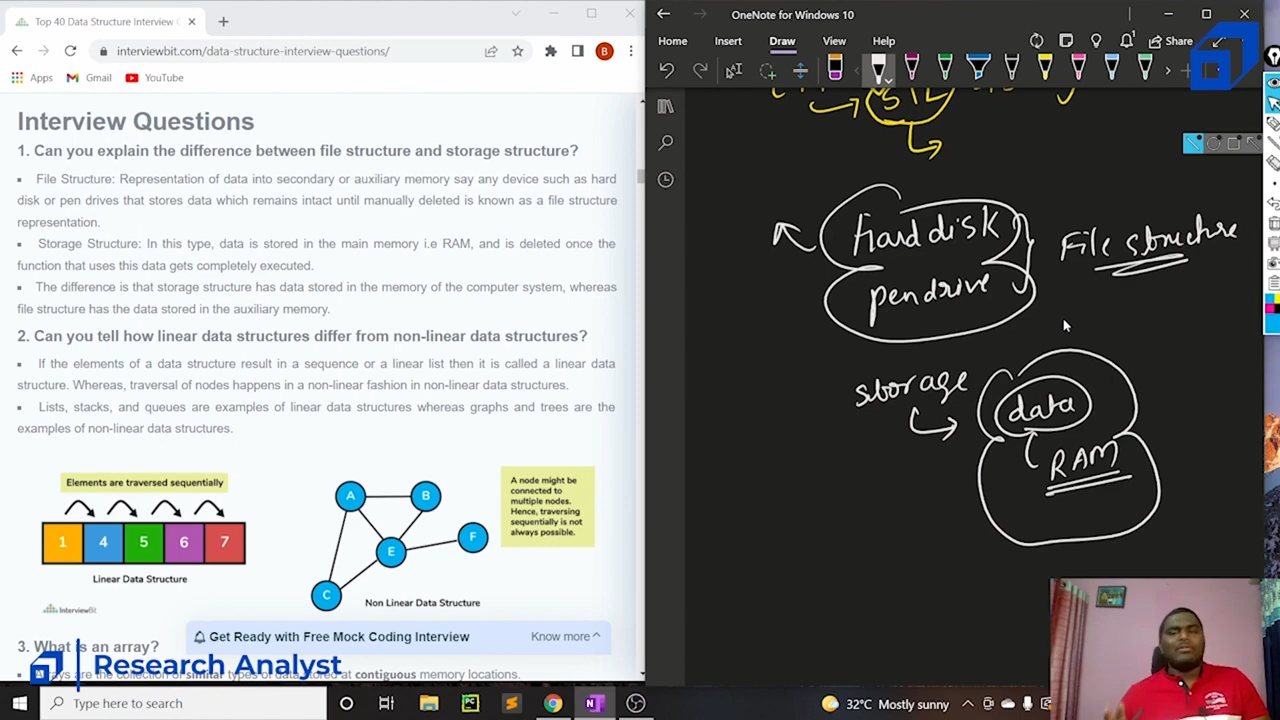 Top 40 Data Structure Interview
interviewbit.com/data-structure-interview-questions/
B
Apps
Gmail
YouTube
Interview Questions
1. Can you explain the difference between file structure and storage structure?
File Structure: Representation of data into secondary or auxiliary memory say any device such as hard
disk or pen drives that stores data which remains intact until manually deleted is known as a file structure
representation.
Storage Structure: In this type, data is stored in the main memory i.e RAM, and is deleted once the
function that uses this data gets completely executed.
The difference is that storage structure has data stored in the memory of the computer system, whereas
file structure has the data stored in the auxiliary memory.
2. Can you tell how linear data structures differ from non-linear data structures?
If the elements of a data structure result in a sequence or a linear list then it is called a linear data
structure. Whereas, traversal of nodes happens in a non-linear fashion in non-linear data structures.
Lists, stacks, and queues are examples of linear data structures whereas graphs and trees are the
examples of non-linear data structures.
Elements are traversed sequentially
1 4 5 6 7
Linear Data Structure
InterviewBit
A B
E F
C
Non Linear Data Structure
A node might be
connected to
multiple nodes.
Hence, traversing
sequentially is not
always possible.
Get Ready with Free Mock Coding Interview
Know more
3. What is an array?
Research Analyst
contiguous memory locations.
Type here to search
OneNote for Windows 10
Home Insert Draw View Help
Share
Hard disk
pendrive
File structure
storage
data
RAM
32°C Mostly sunny